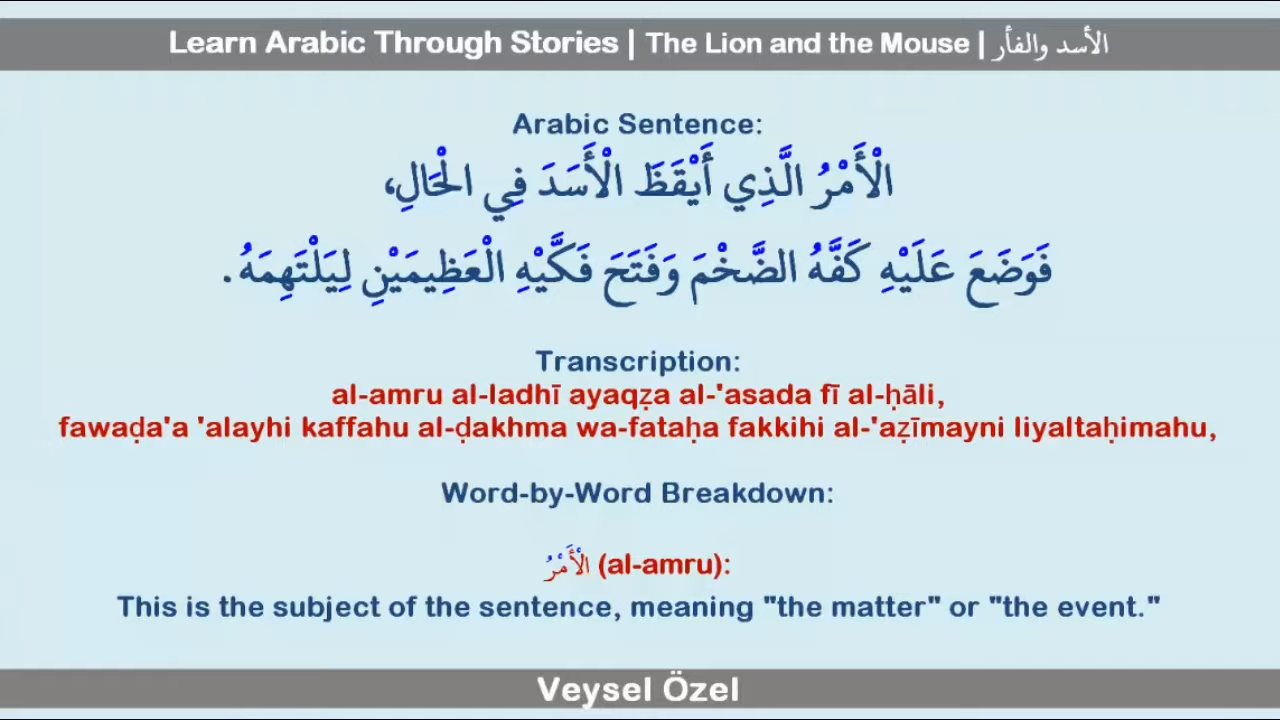 Learn Arabic Through Stories | The Lion and the Mouse | الأسد والفأر
Arabic Sentence:
الْأَمْرُ الَّذِي أَيْقَظَ الْأَسَدَ فِي الْحَالِ،
فَوَضَعَ عَلَيْهِ كَفَّهُ الضَّخْمَ وَفَتَحَ فَكَّيْهِ الْعَظِيمَيْنِ لِيَلْتَهِمَهُ.
Transcription:
al-amru al-ladhī ayaqẓa al-'asada fī al-ḥāli,
fawaḍa'a 'alayhi kaffahu al-ḍakhma wa-fataḥa fakkihi al-'aẓīmayni liyaltaḥimahu,
Word-by-Word Breakdown:
الْأَمْرُ (al-amru):
This is the subject of the sentence, meaning "the matter" or "the event."
Veysel Özel